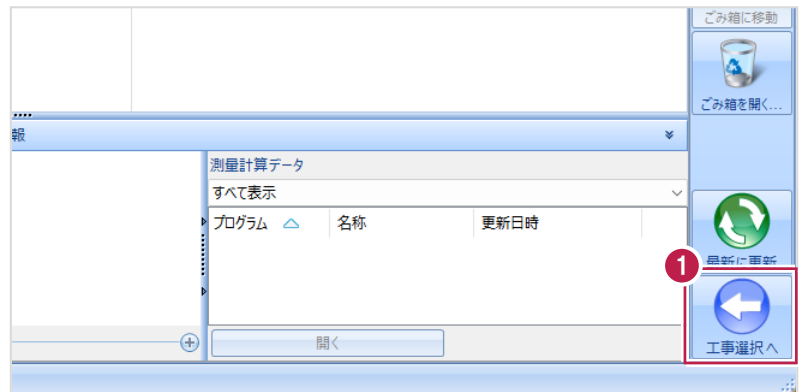 ごみ箱に移動
ごみ箱を開く...
報
測量計算データ
すべて表示
プログラム 名称 更新日時
最新に更新
1
開く
工事選択へ